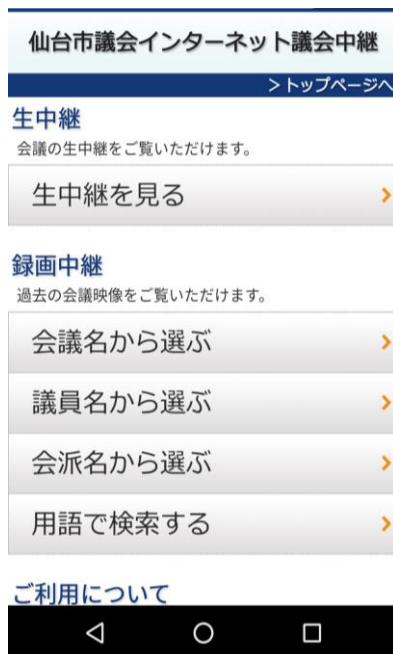 仙台市議会インターネット議会中継
>トップページへ
生中継
会議の生中継をご覧いただけます。
生中継を見る
録画中継
過去の会議映像をご覧いただけます。
会議名から選ぶ
議員名から選ぶ
会派名から選ぶ
用語で検索する
ご利用について